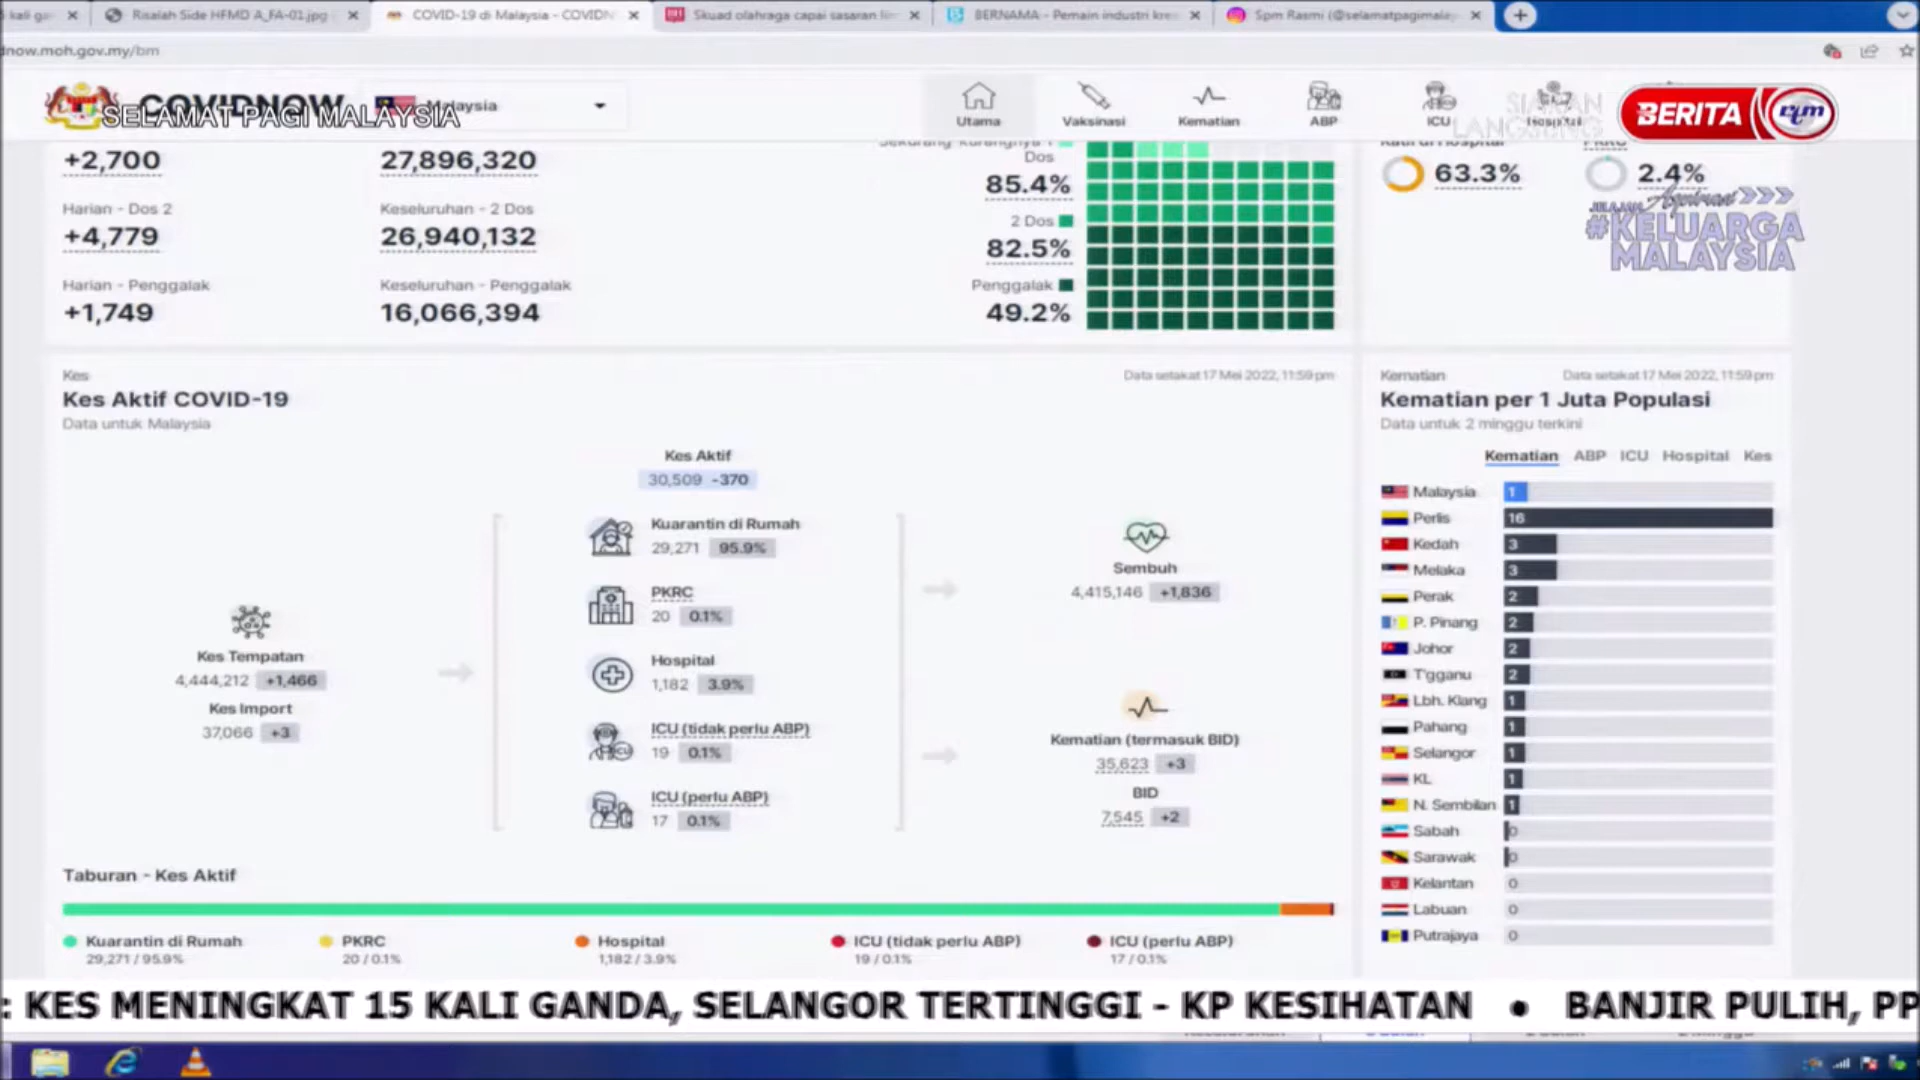 Risalah Side HFMD A_FA-01.jpg
COVID-19 di Malaysia - COVIDN
Skuad olahraga capai sasaran
BERNAMA - Pemain industri kre
Spm Rasmi (@selamatpagimala
dnow.moh.gov.my/bm
COVIDNOW
Malaysia
SELAMAT PAGI MALAYSIA
Utama
Vaksinasi
Kematian
ABP
ICU
Hospital
SIARAN
LANGSUNG
BERITA rtm
+2,700
27,896,320
Dos
85.4%
63.3%
2.4%
Harian - Dos 2
Keseluruhan - 2 Dos
2 Dos
+4,779
26,940,132
82.5%
Aspirasi
#KELUARGA
MALAYSIA
Harian - Penggalak
Keseluruhan - Penggalak
Penggalak
+1,749
16,066,394
49.2%
Kes
Data setakat 17 Mei 2022, 11:59 pm
Kes Aktif COVID-19
Data untuk Malaysia
Kes Aktif
30,509 -370
Kes Tempatan
4,444,212 +1,466
Kes Import
37,066 +3
Kuarantin di Rumah
29,271 95.9%
PKRC
20 0.1%
Hospital
1,182 3.9%
ICU (tidak perlu ABP)
19 0.1%
ICU (perlu ABP)
17 0.1%
Sembuh
4,415,146 +1,836
Kematian (termasuk BID)
35,623 +3
BID
7,545 +2
Taburan - Kes Aktif
Kuarantin di Rumah
29,271 / 95.9%
PKRC
20 / 0.1%
Hospital
1,182 / 3.9%
ICU (tidak perlu ABP)
19 / 0.1%
ICU (perlu ABP)
17 / 0.1%
Kematian
Data setakat 17 Mei 2022, 11:59 pm
Kematian per 1 Juta Populasi
Data untuk 2 minggu terkini
Kematian ABP ICU Hospital Kes
Malaysia 1
Perlis 16
Kedah 3
Melaka 3
Perak 2
P. Pinang 2
Johor 2
T'gganu 2
Lbh. Klang 1
Pahang 1
Selangor 1
KL 1
N. Sembilan 1
Sabah 0
Sarawak 0
Kelantan 0
Labuan 0
Putrajaya 0
: KES MENINGKAT 15 KALI GANDA, SELANGOR TERTINGGI - KP KESIHATAN • BANJIR PULIH, PP